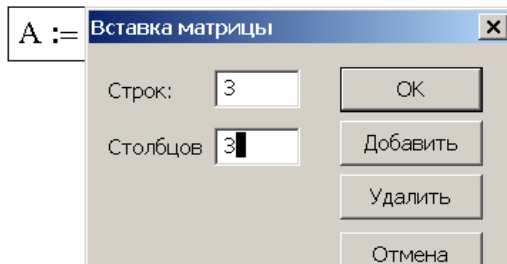 A :=
Вставка матрицы
Строк: 3
OK
Столбцов 3
Добавить
Удалить
Отмена